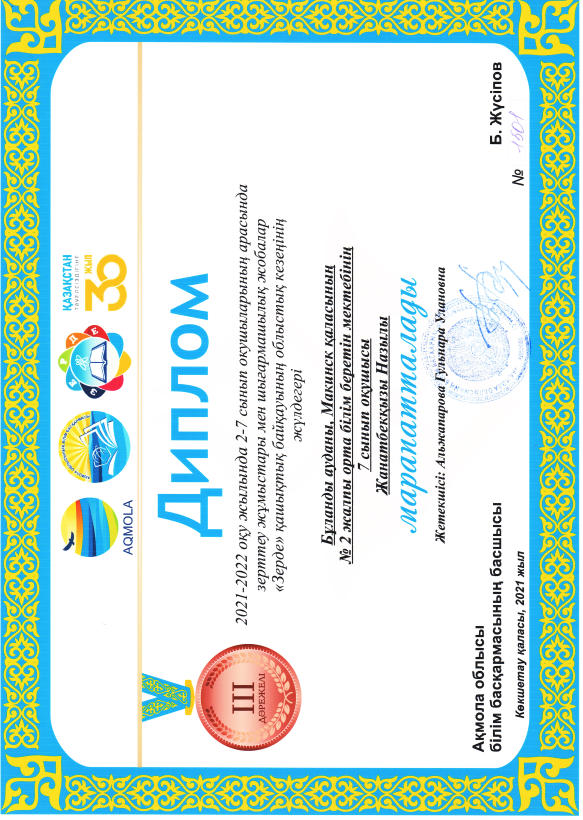 AQMOLA
ЗЕРДЕ
ҚАЗАҚСТАН
ТӘУЕЛСІЗДІГІНЕ
30 ЖЫЛ
Диплом
III
ДӘРЕЖЕЛІ
2021-2022 оқу жылында 2-7 сынып оқушыларының арасында
зерттеу жұмыстары мен шығармашылық жобалар
«Зерде» қашықтық байқауының облыстық кезеңінің
жүлдегері
Бұланды ауданы, Макинск қаласының
№ 2 жалпы орта білім беретін мектебінің
7 сынып оқушысы
Жанатбекқызы Назылы
марапатталады
Жетекшісі: Альжапарова Гульнара Улановна
Ақмола облысы
білім басқармасының басшысы
Б. Жүсіпов
Көкшетау қаласы, 2021 жыл
№ 1501